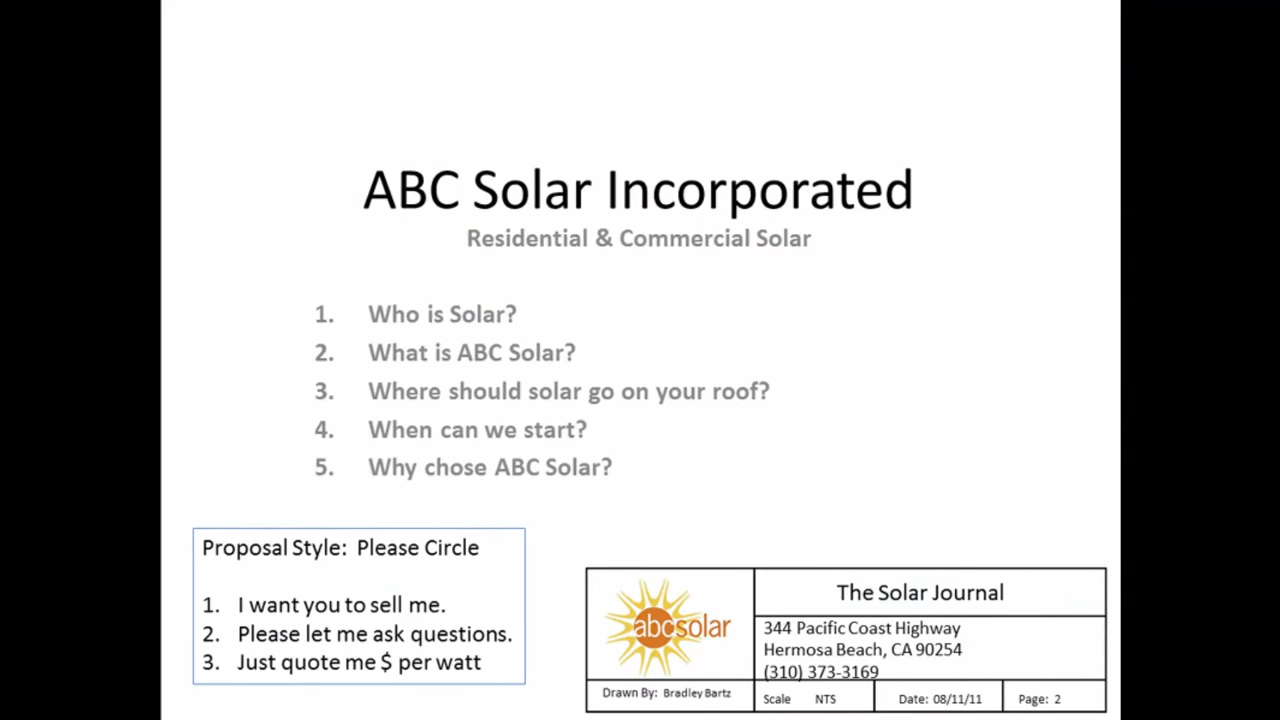 ABC Solar Incorporated
Residential & Commercial Solar
1. Who is Solar?
2. What is ABC Solar?
3. Where should solar go on your roof?
4. When can we start?
5. Why chose ABC Solar?
Proposal Style: Please Circle
1. I want you to sell me.
2. Please let me ask questions.
3. Just quote me $ per watt
abcsolar
Drawn By: Bradley Bartz
The Solar Journal
344 Pacific Coast Highway
Hermosa Beach, CA 90254
(310) 373-3169
Scale NTS Date: 08/11/11 Page: 2